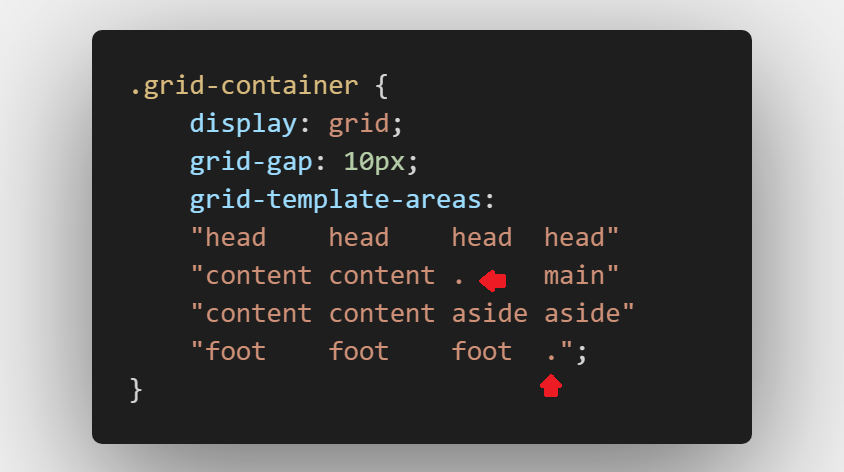 .grid-container {
    display: grid;
    grid-gap: 10px;
    grid-template-areas:
    "head    head    head  head"
    "content content .     main"
    "content content aside aside"
    "foot    foot    foot  .";
}